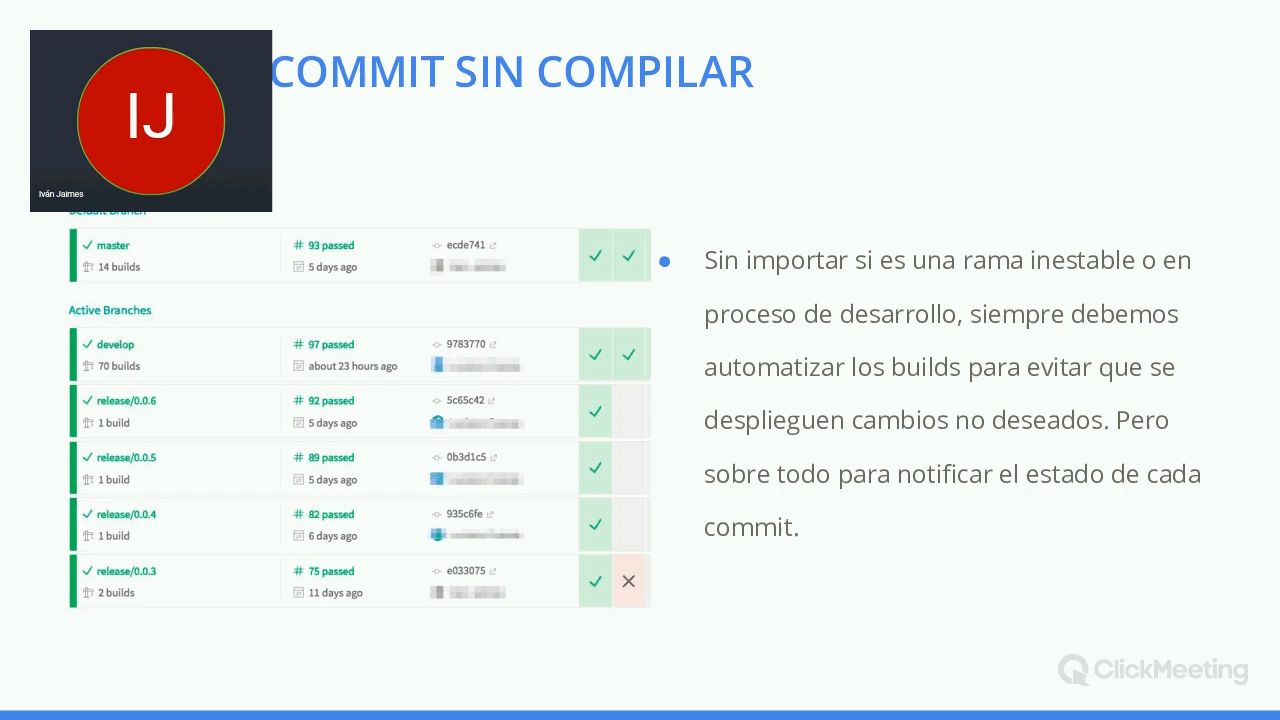 COMMIT SIN COMPILAR
IJ
Iván Jaimes
Default Branch
master
# 93 passed
ecde741
14 builds
5 days ago
Active Branches
develop
# 97 passed
9783770
70 builds
about 23 hours ago
release/0.0.6
# 92 passed
5c65c42
1 build
5 days ago
release/0.0.5
# 89 passed
0b3d1c5
1 build
5 days ago
release/0.0.4
# 82 passed
935c6fe
1 build
6 days ago
release/0.0.3
# 75 passed
e033075
2 builds
11 days ago
Sin importar si es una rama inestable o en
proceso de desarrollo, siempre debemos
automatizar los builds para evitar que se
desplieguen cambios no deseados. Pero
sobre todo para notificar el estado de cada
commit.
ClickMeeting